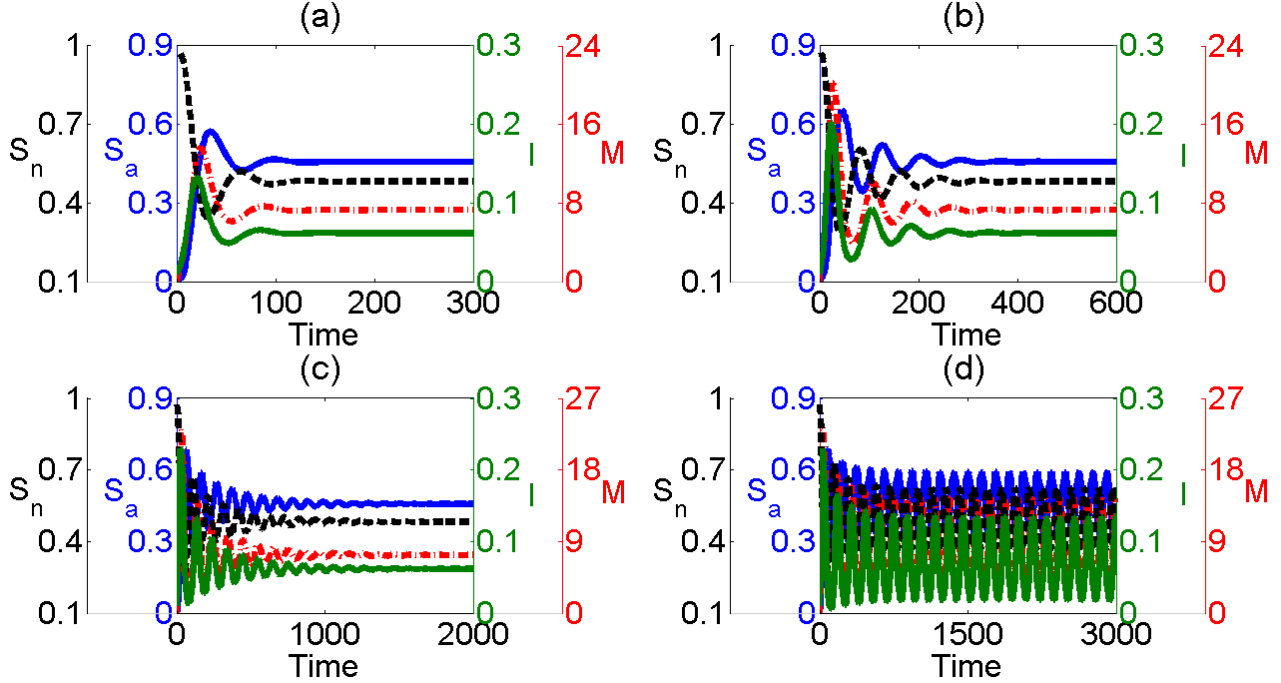 (a) (b)
1 0.9 0.3 24 1 0.9 0.3 24
0.7 0.6 0.2 16 0.7 0.6 0.2 16
Sn Sa I M Sn Sa I M
0.4 0.3 0.1 8 0.4 0.3 0.1 8
0.1 0 0 0 0.1 0 0 0
0 100 200 300 0 200 400 600
Time Time
(c) (d)
1 0.9 0.3 27 1 0.9 0.3 27
0.7 0.6 0.2 18 0.7 0.6 0.2 18
Sn Sa I M Sn Sa I M
0.4 0.3 0.1 9 0.4 0.3 0.1 9
0.1 0 0 0 0.1 0 0 0
0 1000 2000 0 1500 3000
Time Time